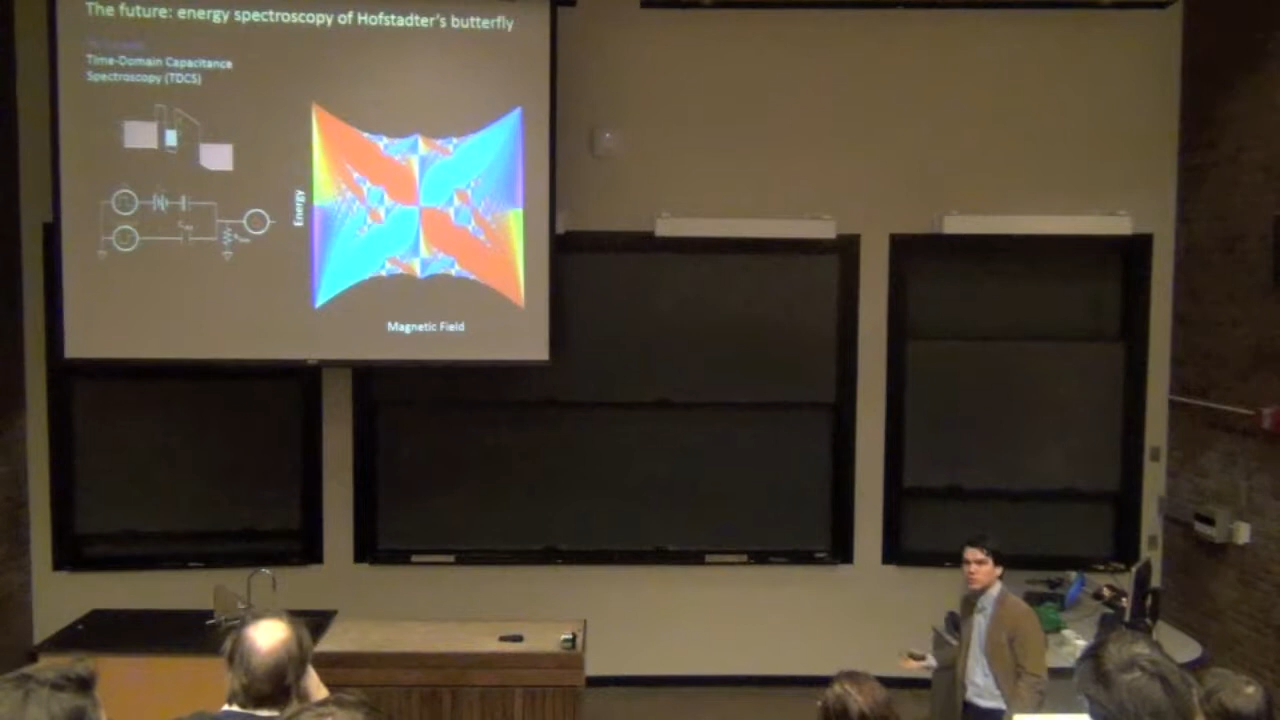 The future: energy spectroscopy of Hofstadter's butterfly
Time-Domain Capacitance
Spectroscopy (TDCS)
Energy
Magnetic Field